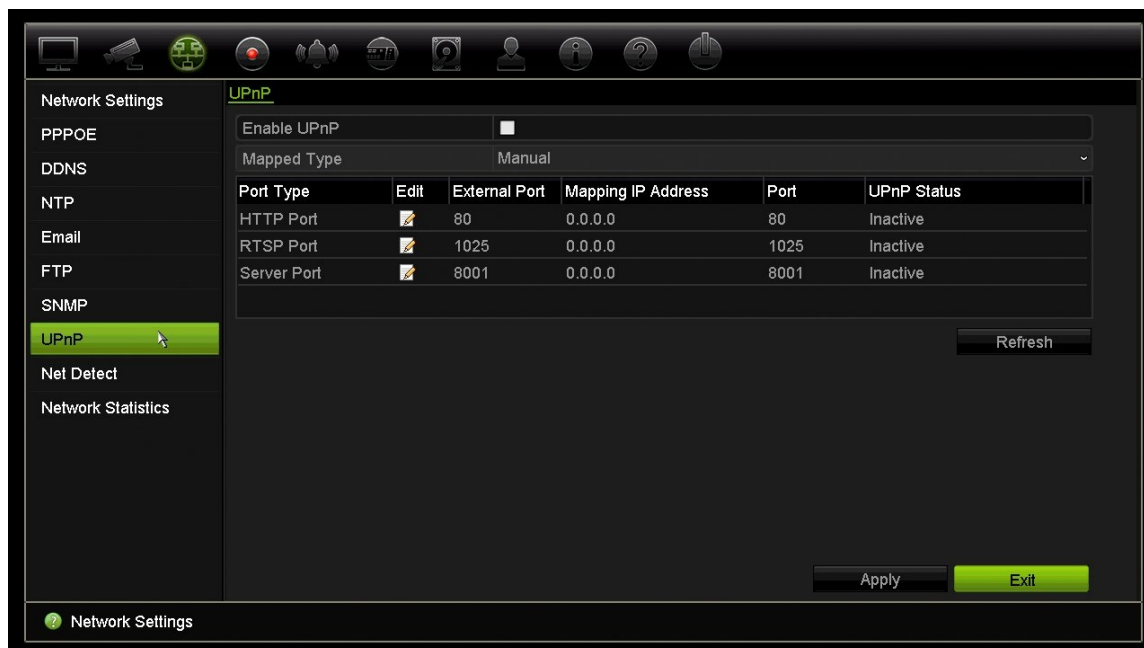 Network Settings
PPPOE
DDNS
NTP
Email
FTP
SNMP
UPnP
Net Detect
Network Statistics
UPnP
Enable UPnP
Mapped Type Manual
Port Type Edit External Port Mapping IP Address Port UPnP Status
HTTP Port 80 0.0.0.0 80 Inactive
RTSP Port 1025 0.0.0.0 1025 Inactive
Server Port 8001 0.0.0.0 8001 Inactive
Refresh
Apply Exit
Network Settings